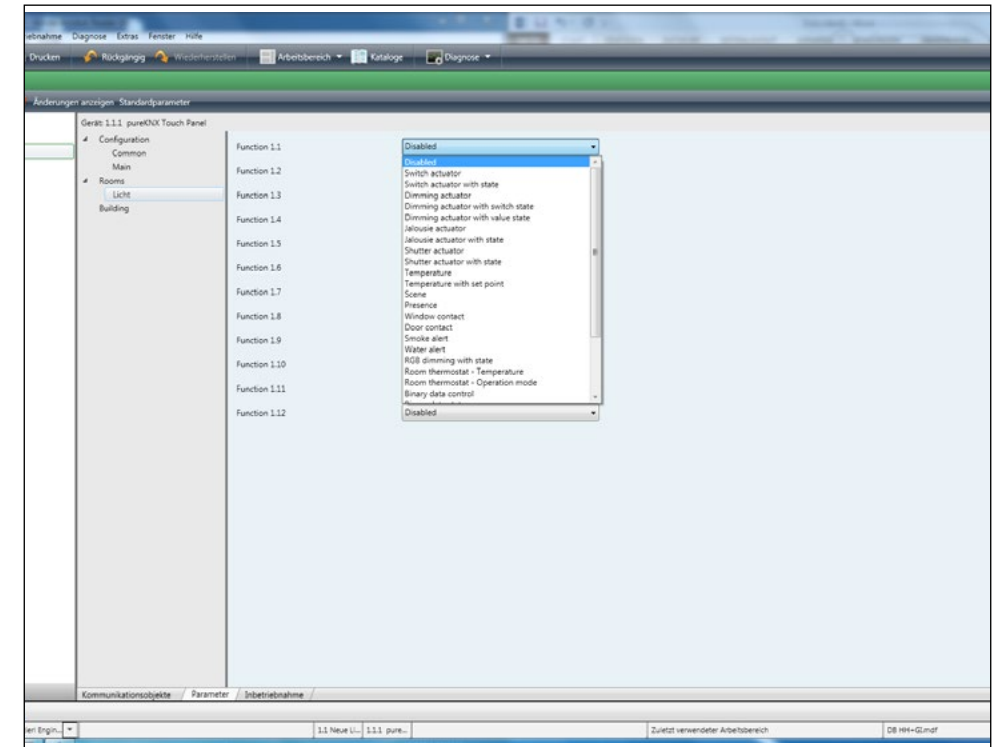 ebnahme Diagnose Extras Fenster Hilfe
Drucken Rückgängig Wiederherstellen Arbeitsbereich Kataloge Diagnose
Änderungen anzeigen Standardparameter
Gerät: 1.1.1 pureKNX Touch Panel
Configuration
Common
Main
Rooms
Licht
Building
Function 1.1
Function 1.2
Function 1.3
Function 1.4
Function 1.5
Function 1.6
Function 1.7
Function 1.8
Function 1.9
Function 1.10
Function 1.11
Function 1.12
Disabled
Disabled
Switch actuator
Switch actuator with state
Dimming actuator
Dimming actuator with switch state
Dimming actuator with value state
Jalousie actuator
Jalousie actuator with state
Shutter actuator
Shutter actuator with state
Temperature
Temperature with set point
Scene
Presence
Window contact
Door contact
Smoke alert
Water alert
RGB dimming with state
Room thermostat - Temperature
Room thermostat - Operation mode
Binary data control
Disabled
Kommunikationsobjekte Parameter Inbetriebnahme
ieri Engin... 1.1 Neue Li... 1.1.1 pure... Zuletzt verwendeter Arbeitsbereich DB HH+GI.mdf